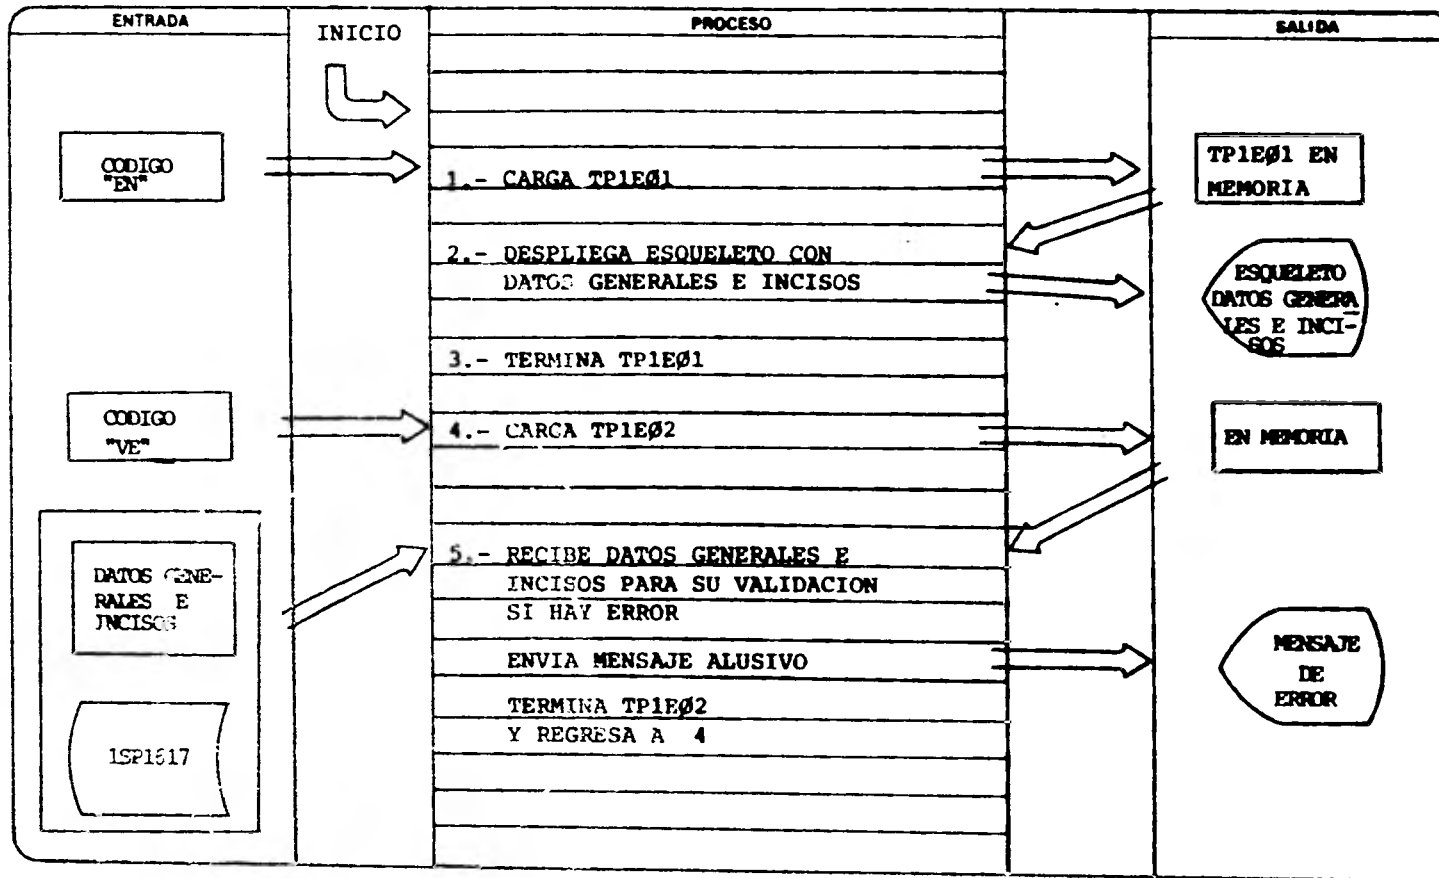 ENTRADA
INICIO
PROCESO
SALIDA
CODIGO
"EN"
1.- CARGA TP1EØ1
TP1EØ1 EN
MEMORIA
2.- DESPLIEGA ESQUELETO CON
DATOS GENERALES E INCISOS
ESQUELETO
DATOS GENERA
LES E INCI-
SOS
3.- TERMINA TP1EØ1
CODIGO
"VE"
4.- CARGA TP1EØ2
EN MEMORIA
DATOS GENE-
RALES E
INCISOS
5.- RECIBE DATOS GENERALES E
INCISOS PARA SU VALIDACION
SI HAY ERROR
ENVIA MENSAJE ALUSIVO
TERMINA TP1EØ2
Y REGRESA A 4
MENSAJE
DE
ERROR